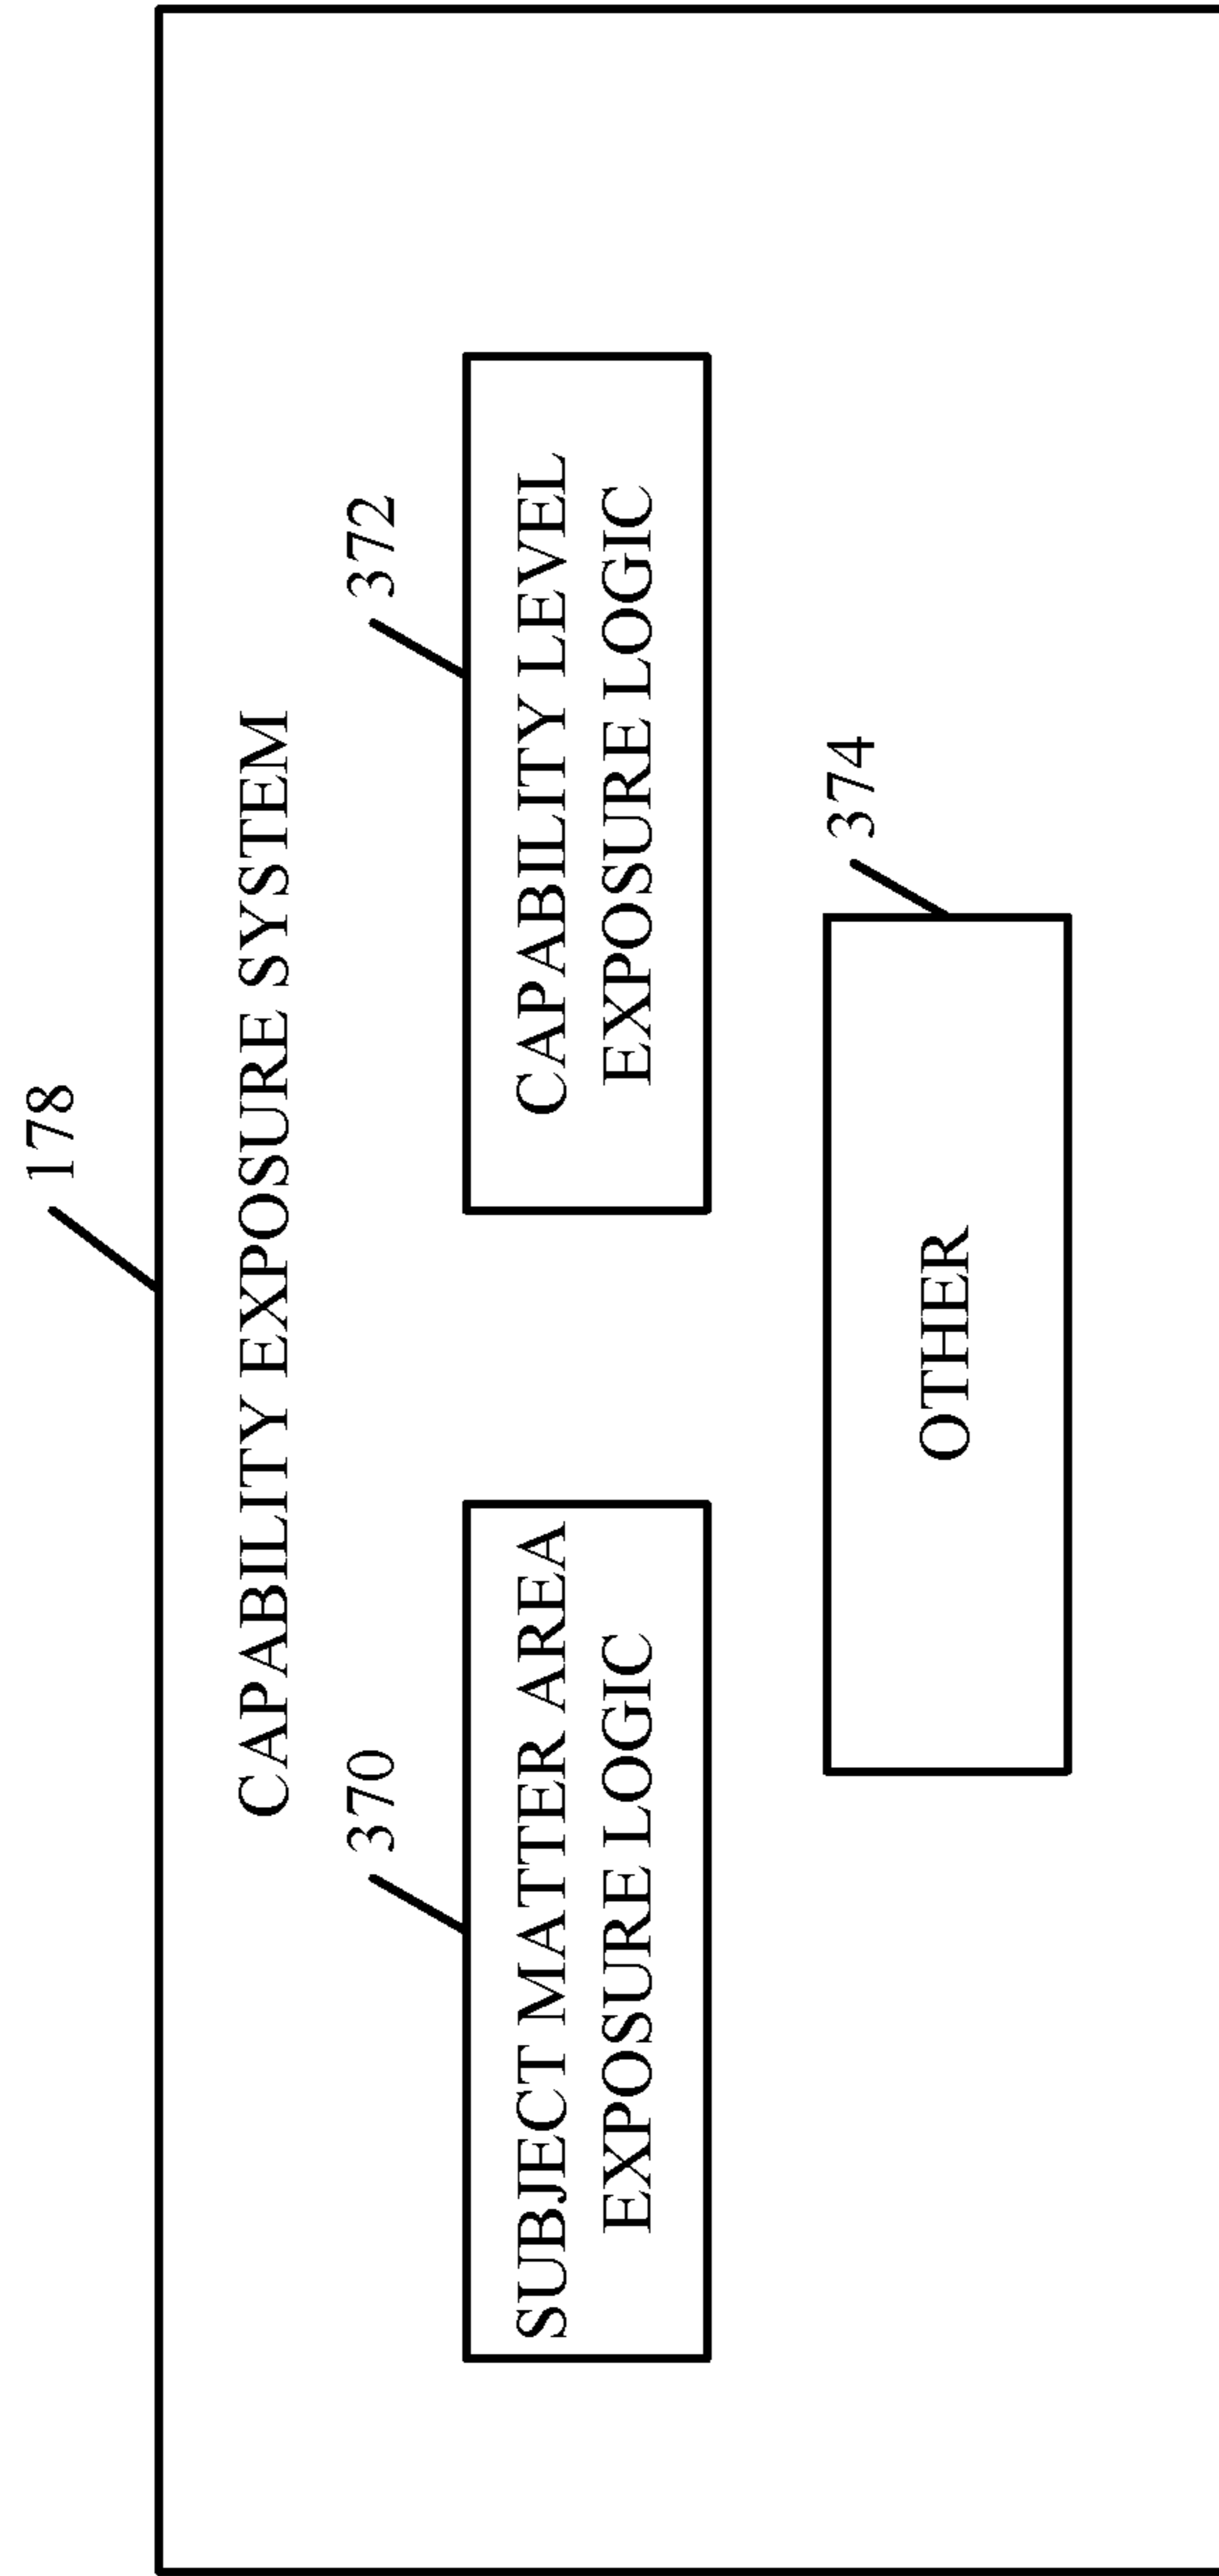 178
CAPABILITY EXPOSURE SYSTEM
370
SUBJECT MATTER AREA
EXPOSURE LOGIC
372
CAPABILITY LEVEL
EXPOSURE LOGIC
374
OTHER